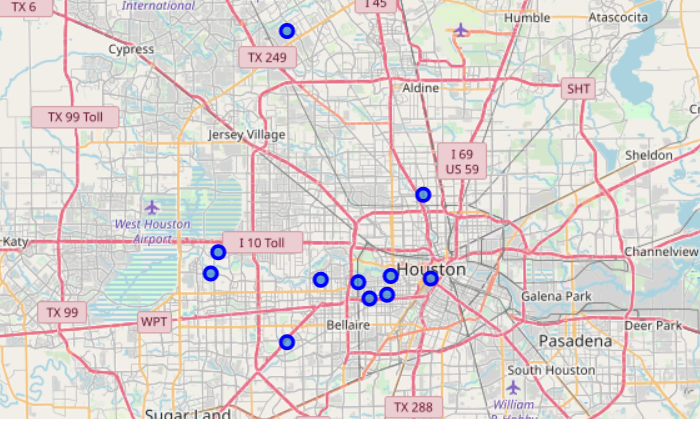 TX 6
International
I 45
Humble
Atascocita
Cypress
TX 249
Aldine
SHT
TX 99 Toll
Jersey Village
I 69
US 59
Sheldon
West Houston
Airport
Katy
I 10 Toll
Channelview
Houston
Galena Park
TX 99
WPT
Bellaire
Deer Park
Pasadena
South Houston
TX 288
William
Sugar Land